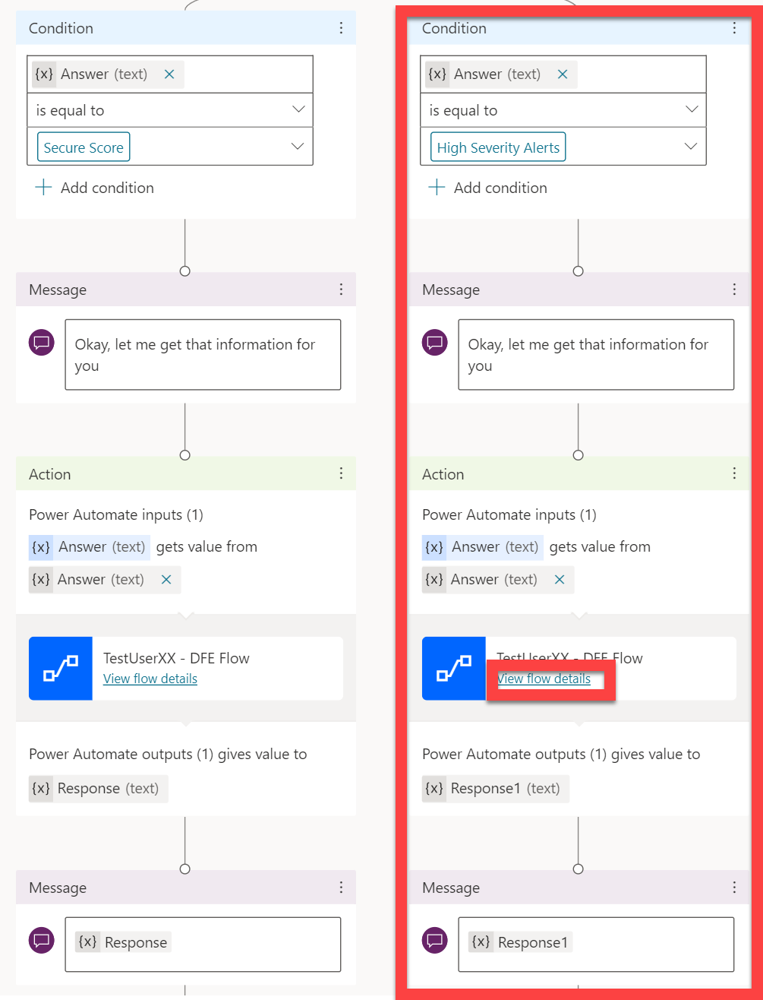 Condition
{x} Answer (text) ×
is equal to
Secure Score
+ Add condition
Message
Okay, let me get that information for
you
Action
Power Automate inputs (1)
{x} Answer (text) gets value from
{x} Answer (text) ×
TestUserXX - DFE Flow
View flow details
Power Automate outputs (1) gives value to
{x} Response (text)
Message
{x} Response
Condition
{x} Answer (text) ×
is equal to
High Severity Alerts
+ Add condition
Message
Okay, let me get that information for
you
Action
Power Automate inputs (1)
{x} Answer (text) gets value from
{x} Answer (text) ×
TestUserXX - DFE Flow
View flow details
Power Automate outputs (1) gives value to
{x} Response1 (text)
Message
{x} Response1